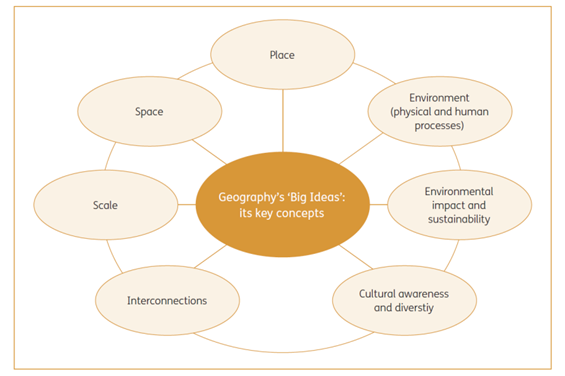 Place
Space
Environment
(physical and human
processes)
Geography's 'Big Ideas':
its key concepts
Scale
Environmental
impact and
sustainability
Interconnections
Cultural awareness
and diverstiy